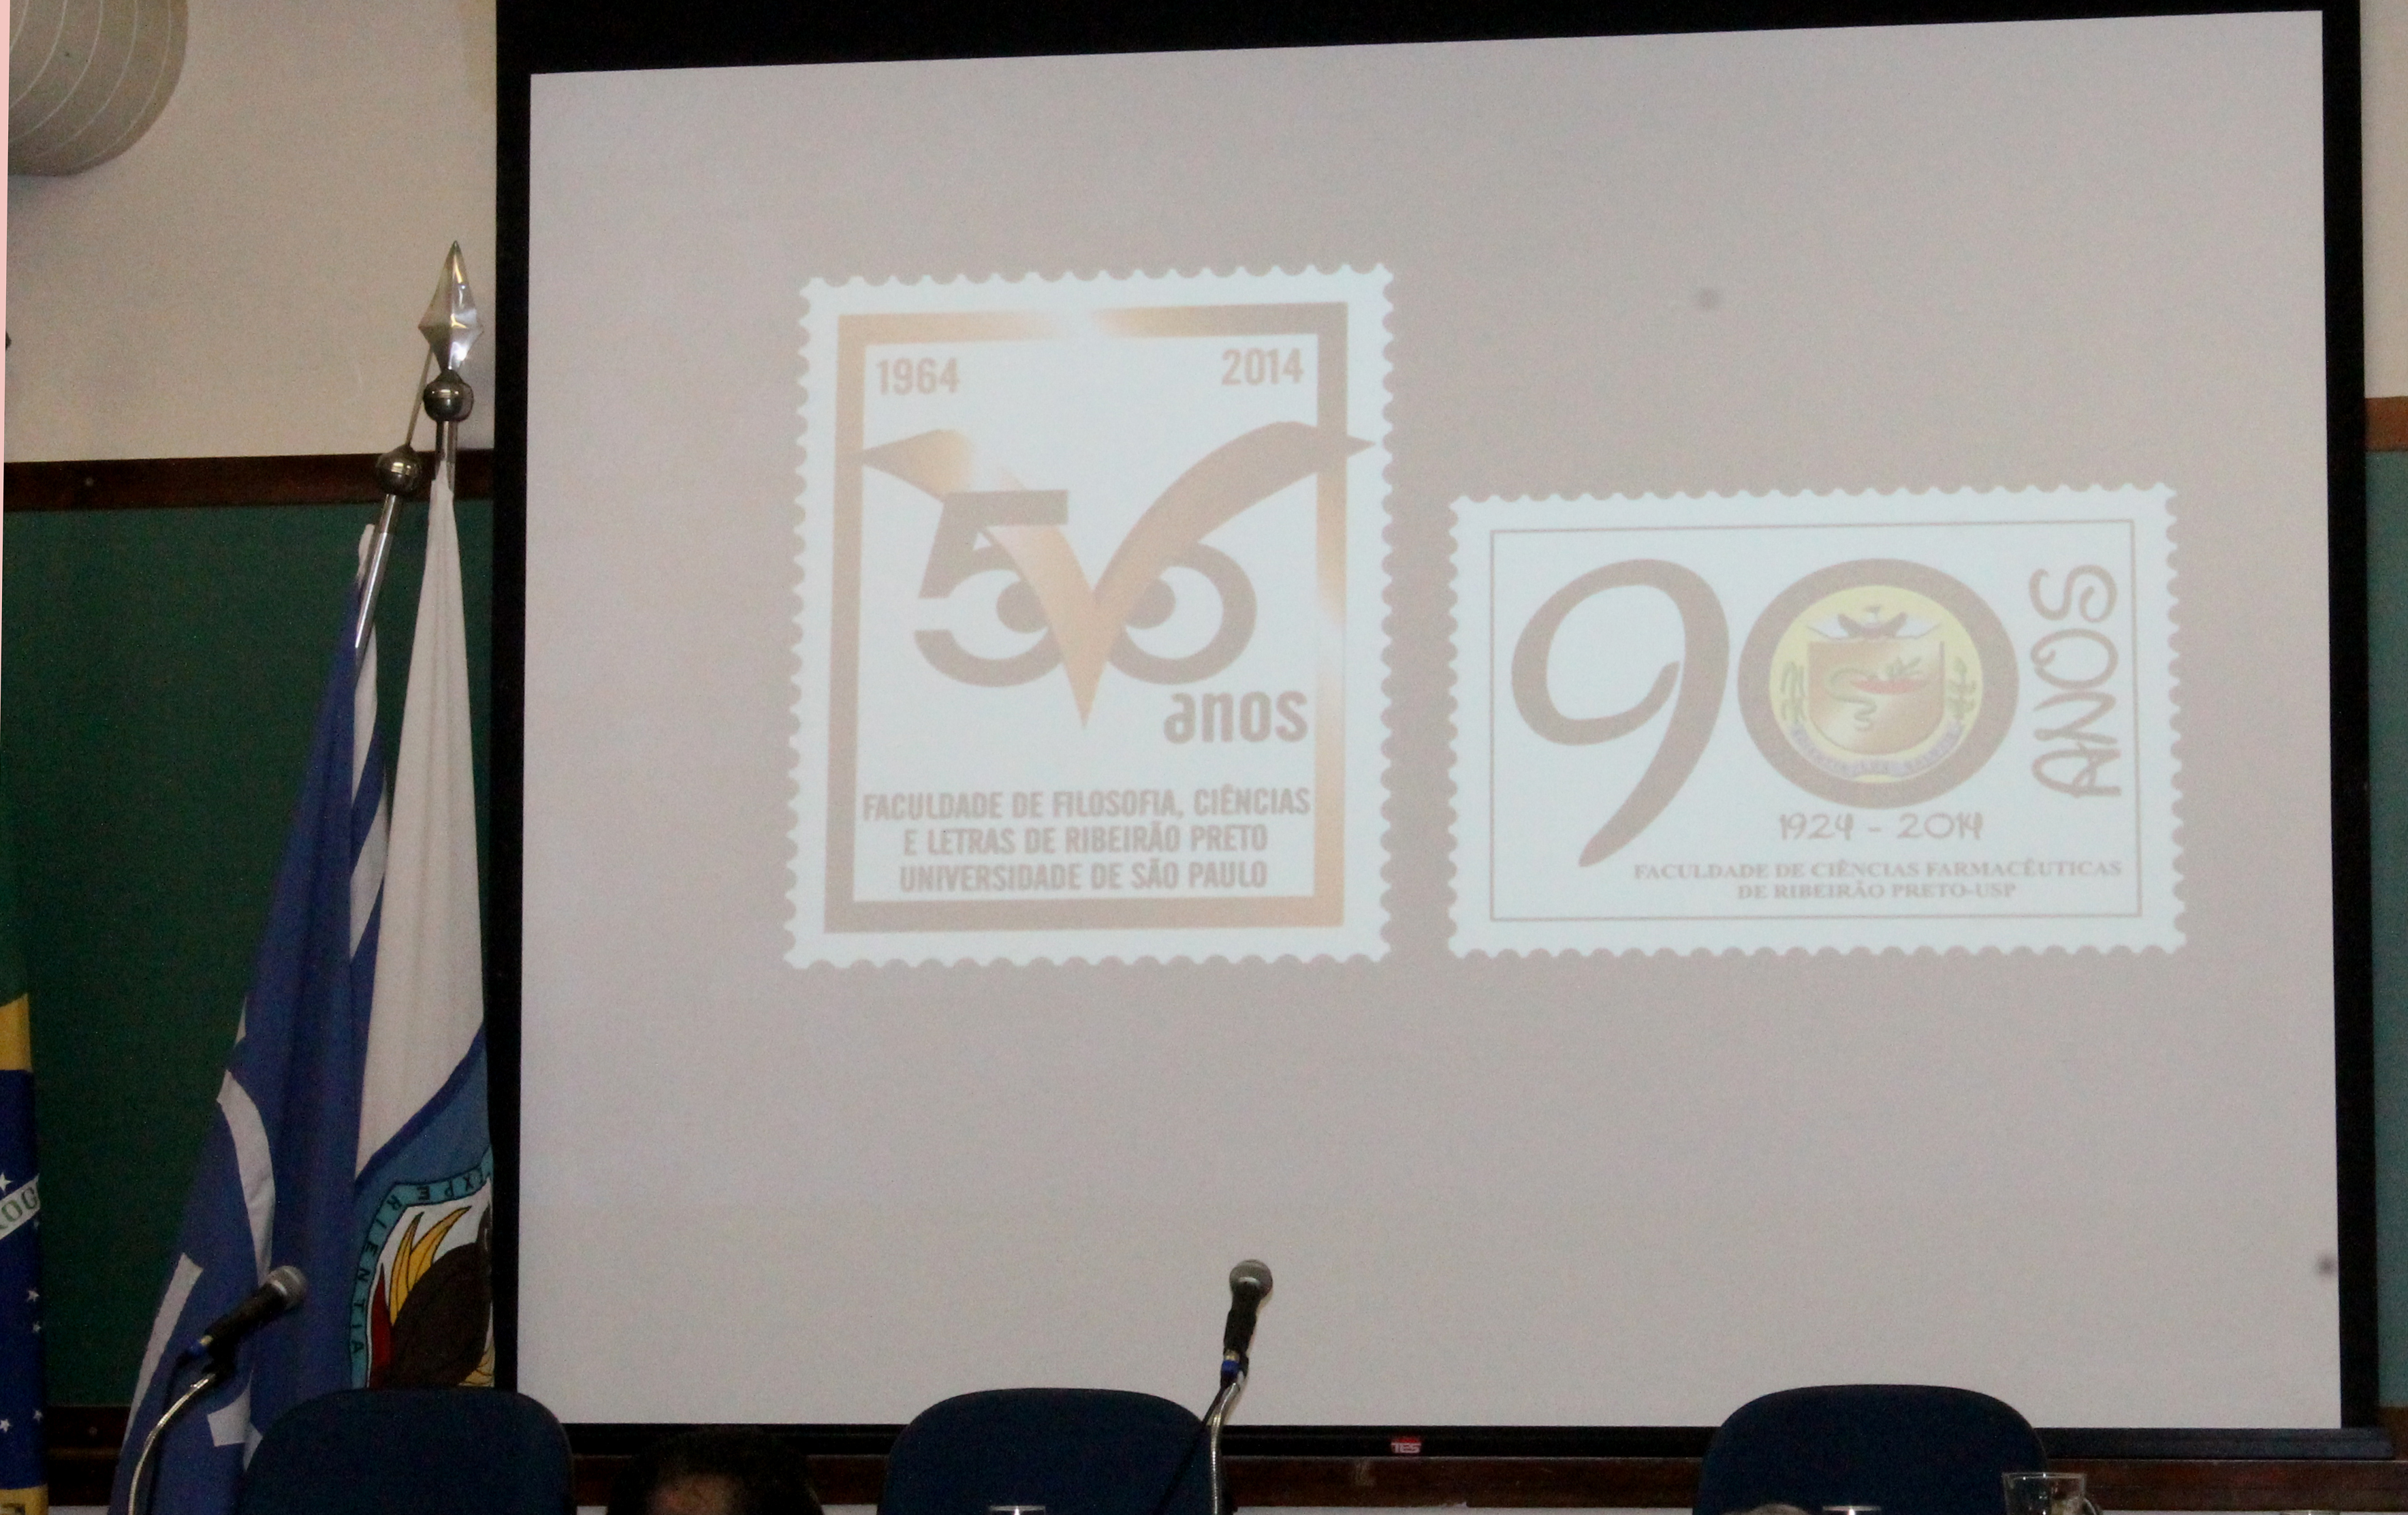 1964
2014
50
anos
FACULDADE DE FILOSOFIA, CIÊNCIAS
E LETRAS DE RIBEIRÃO PRETO
UNIVERSIDADE DE SÃO PAULO
90
ANOS
1924 - 2014
FACULDADE DE CIÊNCIAS FARMACÊUTICAS
DE RIBEIRÃO PRETO-USP
TES